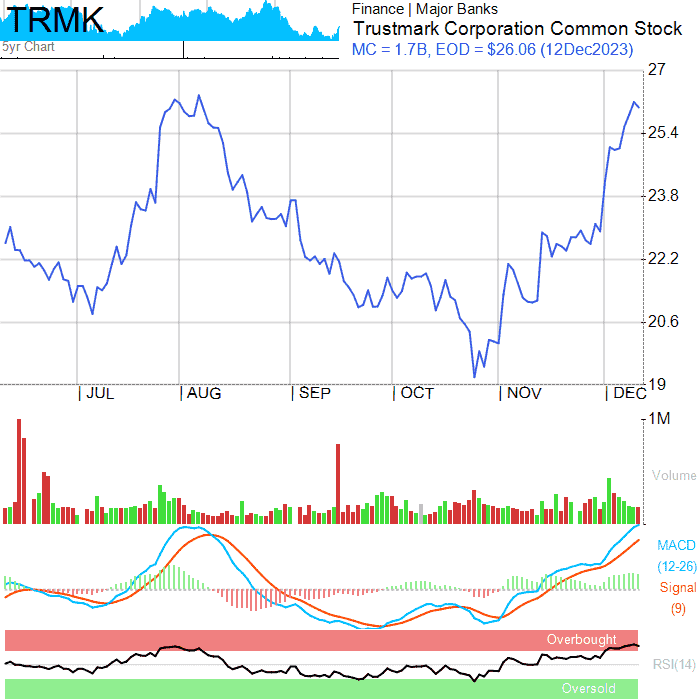 TRMK
5yr Chart
Finance | Major Banks
Trustmark Corporation Common Stock
MC = 1.7B, EOD = $26.06 (12Dec2023)
27
25.4
23.8
22.2
20.6
19
JUL AUG SEP OCT NOV DEC
1M
Volume
MACD
(12-26)
Signal
(9)
Overbought
RSI(14)
Oversold